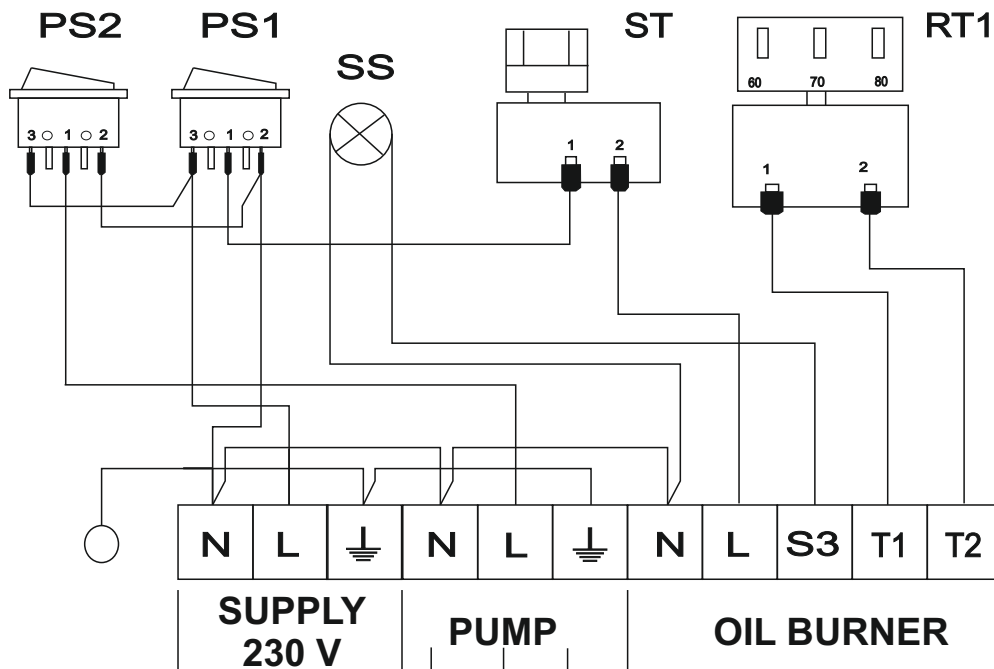 PS2 PS1 SS ST RT1
60 70 80
3 1 2 3 1 2 1 2 1 2
N L N L N L S3 T1 T2
SUPPLY
230 V
PUMP
OIL BURNER